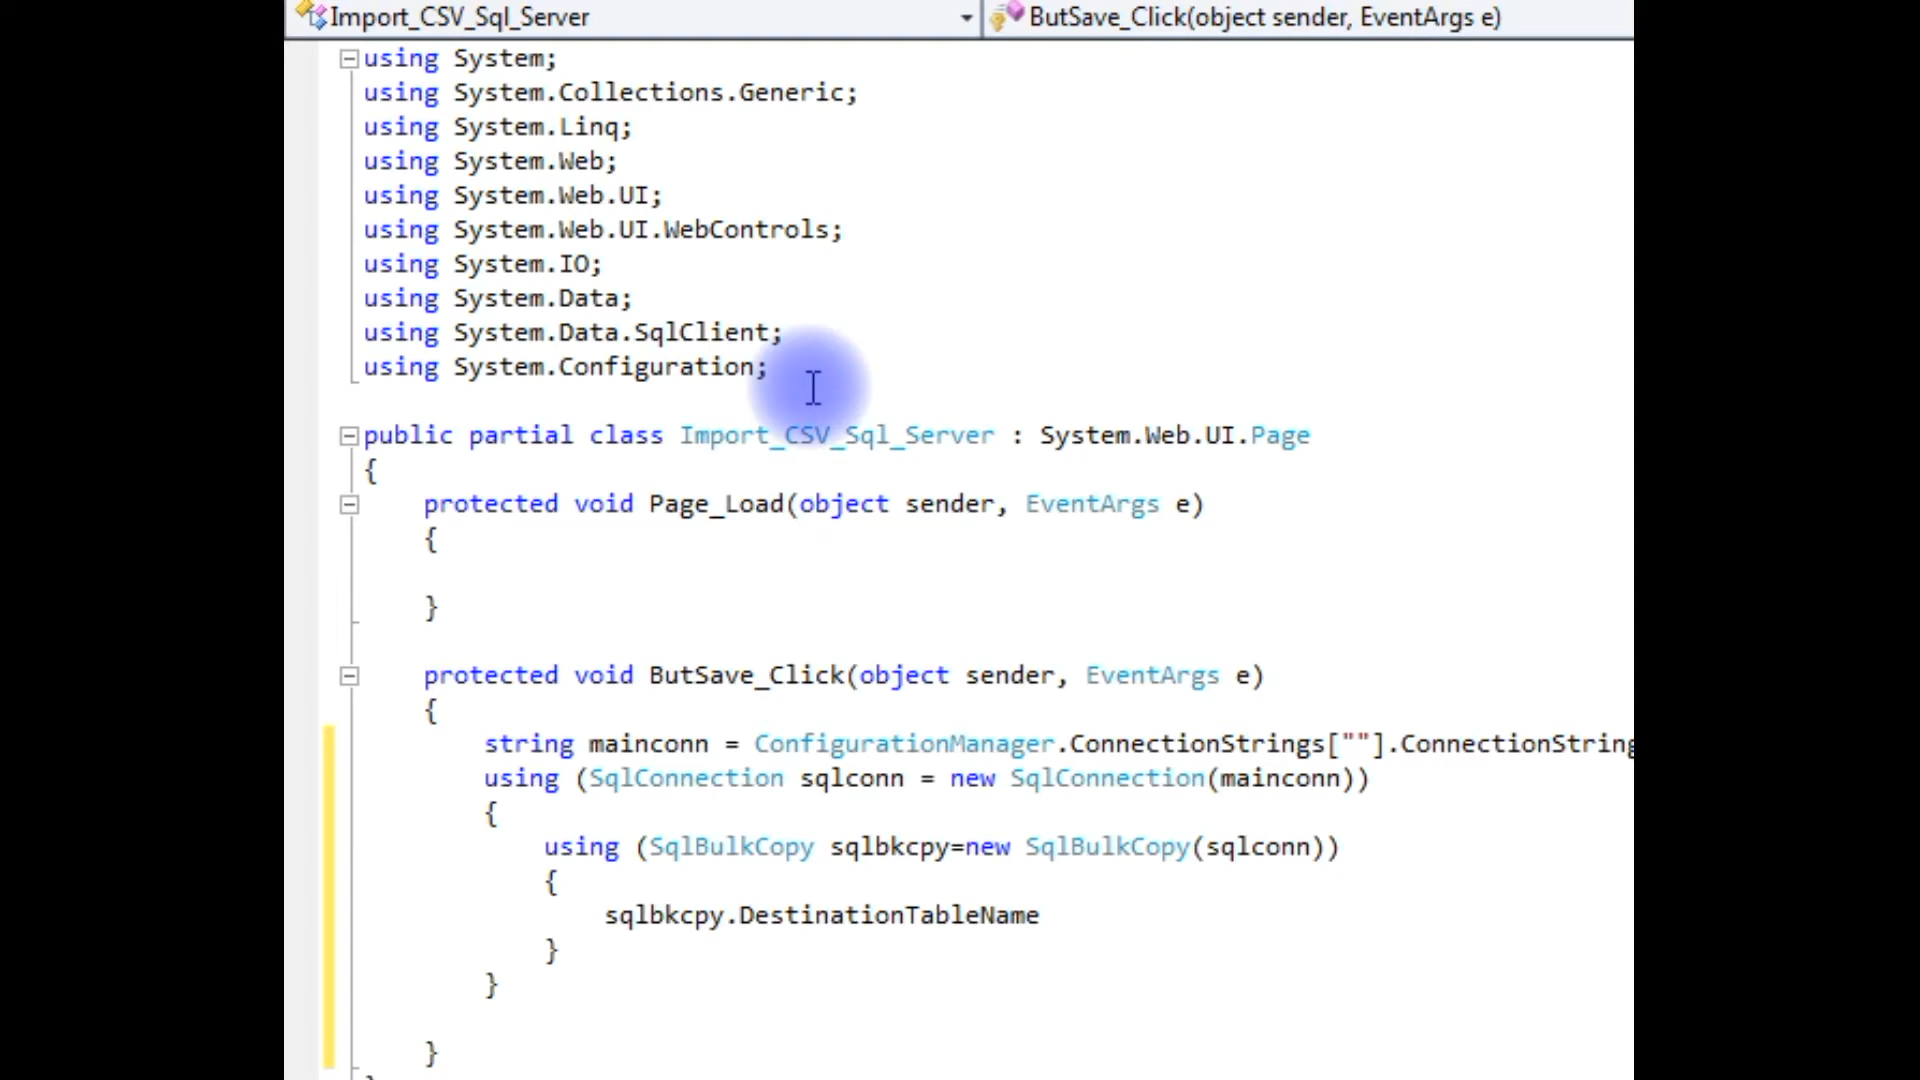 Import_CSV_Sql_Server
ButSave_Click(object sender, EventArgs e)
using System;
using System.Collections.Generic;
using System.Linq;
using System.Web;
using System.Web.UI;
using System.Web.UI.WebControls;
using System.IO;
using System.Data;
using System.Data.SqlClient;
using System.Configuration;
public partial class Import_CSV_Sql_Server : System.Web.UI.Page
{
protected void Page_Load(object sender, EventArgs e)
{
}
protected void ButSave_Click(object sender, EventArgs e)
{
string mainconn = ConfigurationManager.ConnectionStrings[""].ConnectionString
using (SqlConnection sqlconn = new SqlConnection(mainconn))
{
using (SqlBulkCopy sqlbkcpy=new SqlBulkCopy(sqlconn))
{
sqlbkcpy.DestinationTableName
}
}
}